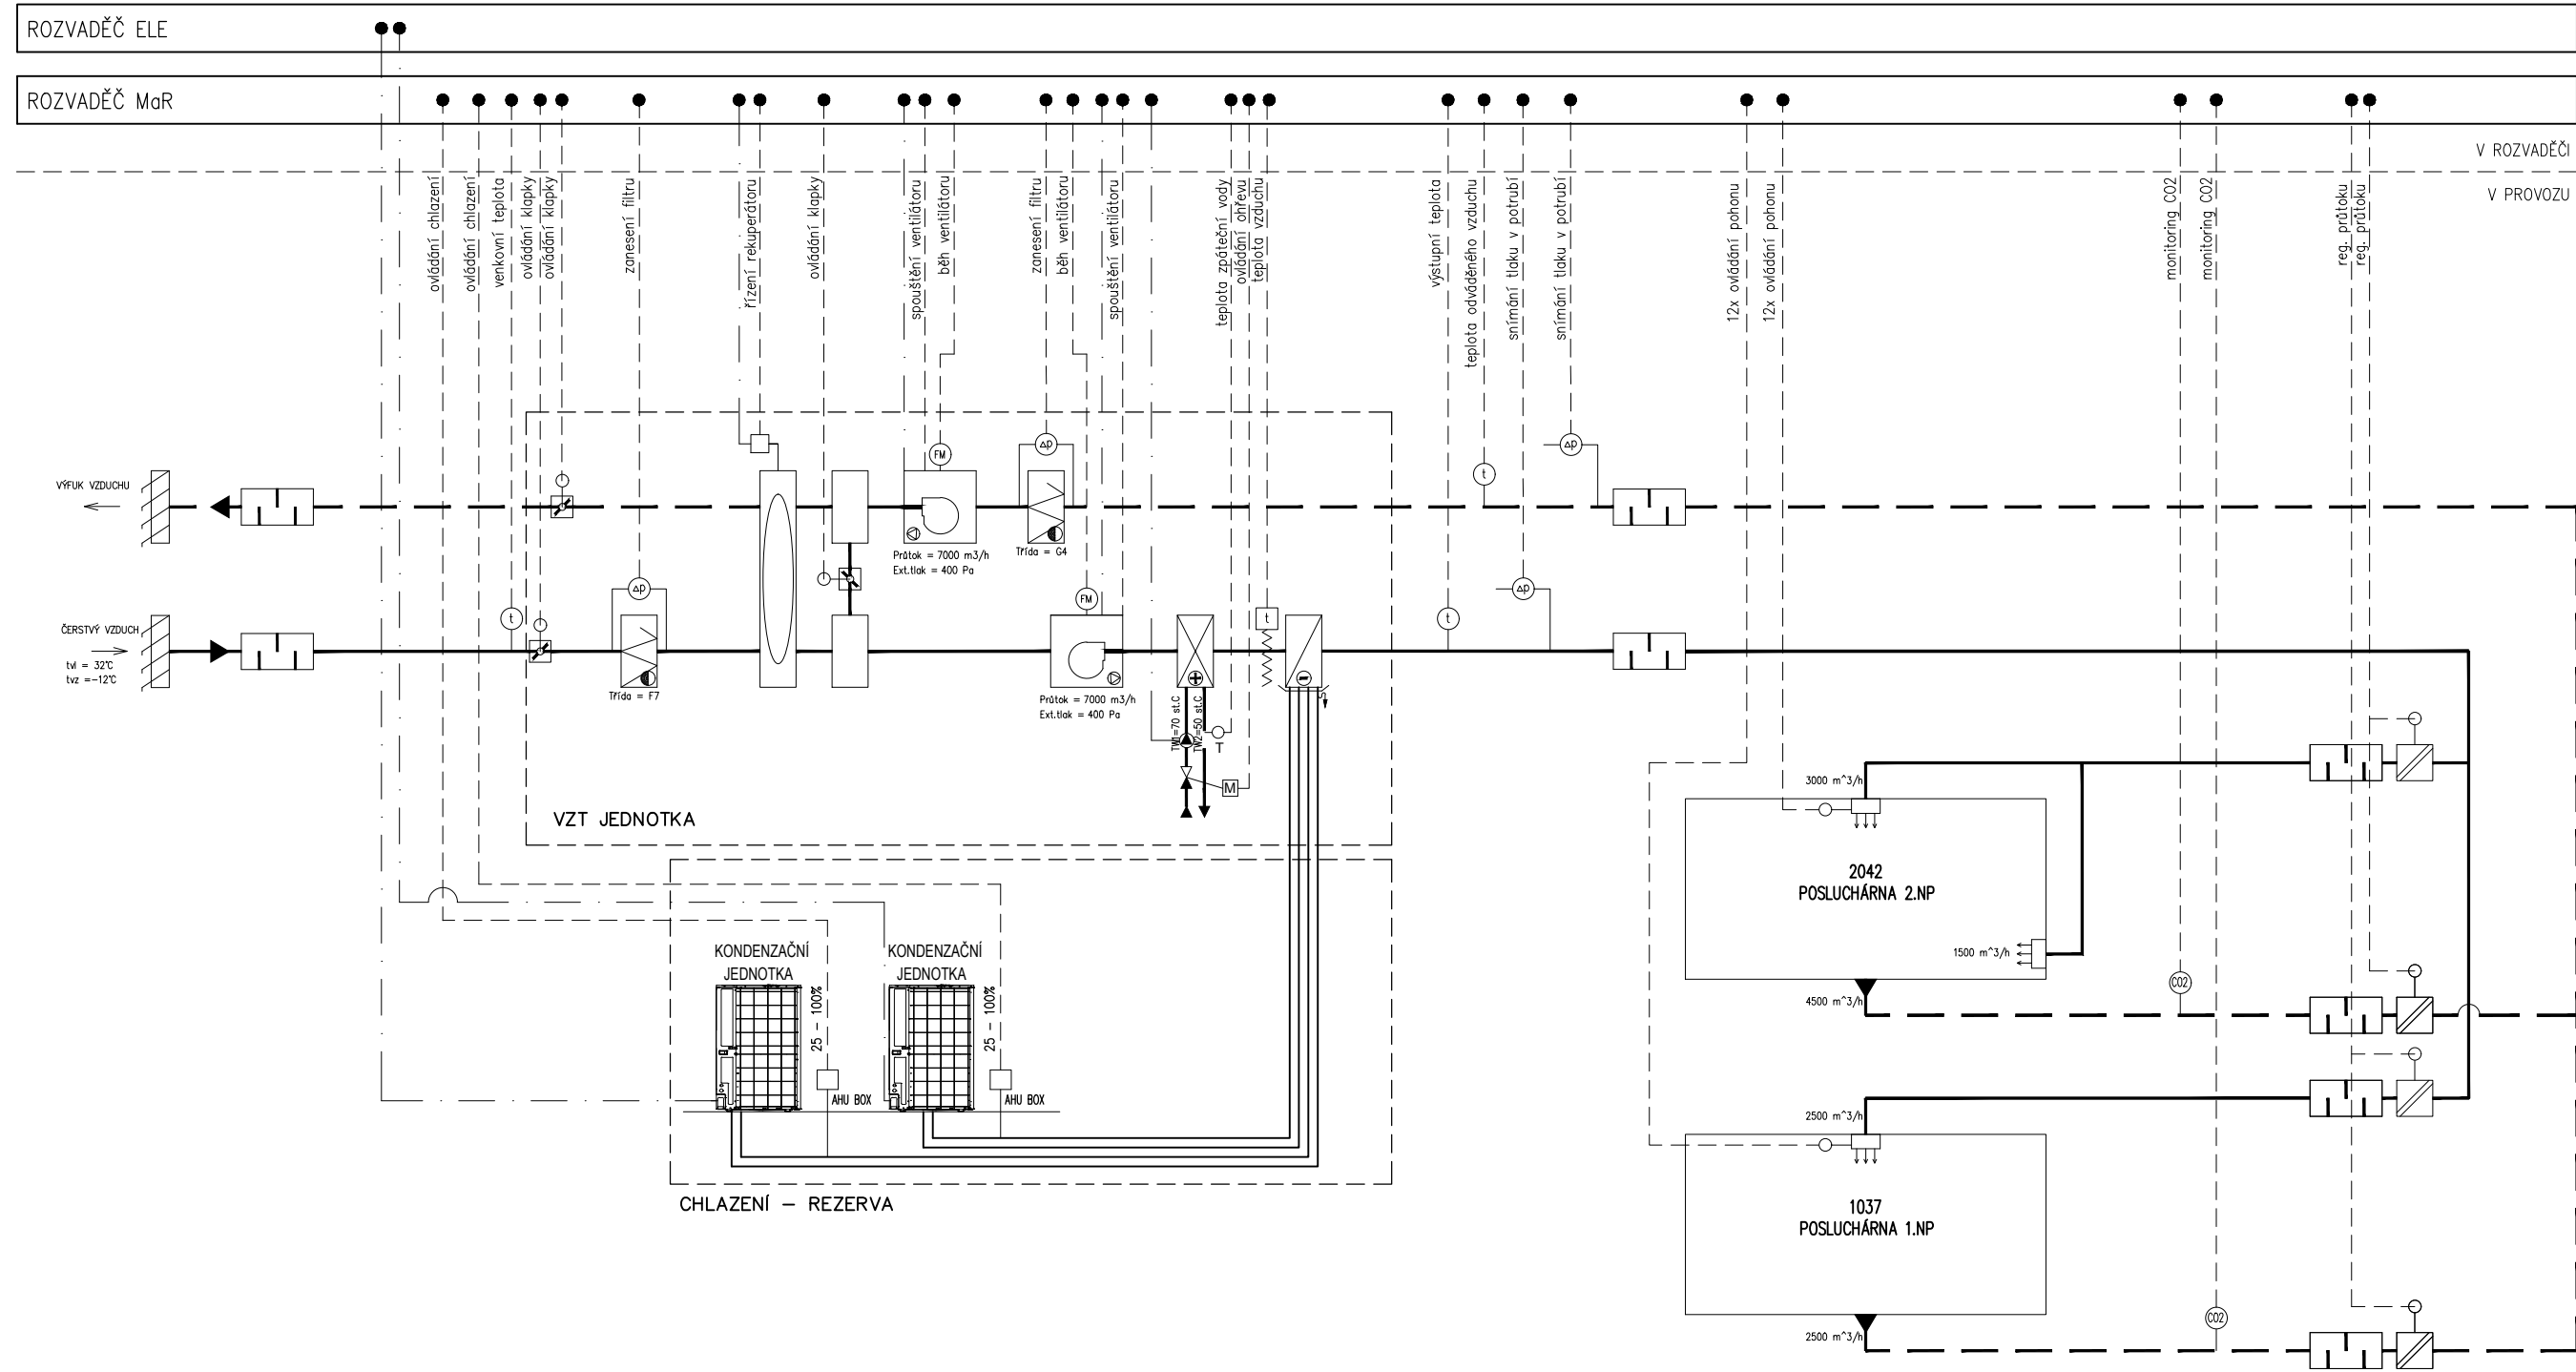 ROZVADĚČ ELE
ROZVADĚČ MaR
V ROZVADĚČI
V PROVOZU
ovládání chlazení
ovládání chlazení
venkovní teplota
ovládání klapky
ovládání klapky
zanesení filtru
řízení rekuperátoru
ovládání klapky
spouštění ventilátoru
běh ventilátoru
zanesení filtru
běh ventilátoru
spouštění ventilátoru
teplota zpáteční vody
ovládání ohřevu
teplota vzduchu
výstupní teplota
teplota odváděného vzduchu
snímání tlaku v potrubí
snímání tlaku v potrubí
12x ovládání pohonu
12x ovládání pohonu
monitoring CO2
monitoring CO2
reg. průtoku
reg. průtoku
VÝFUK VZDUCHU
FM
Δp
t
Δp
Průtok = 7000 m3/h
Ext.tlak = 400 Pa
Třída = G4
ČERSTVÝ VZDUCH
tvl = 32°C
tvz =-12°C
t
Δp
Třída = F7
FM
Průtok = 7000 m3/h
Ext.tlak = 400 Pa
t
t
Δp
TW1=70 st.C
TW2=50 st.C
T
M
VZT JEDNOTKA
3000 m^3/h
2042
POSLUCHÁRNA 2.NP
1500 m^3/h
4500 m^3/h
CO2
KONDENZAČNÍ
JEDNOTKA
25 - 100%
AHU BOX
KONDENZAČNÍ
JEDNOTKA
25 - 100%
AHU BOX
CHLAZENÍ – REZERVA
2500 m^3/h
1037
POSLUCHÁRNA 1.NP
2500 m^3/h
CO2